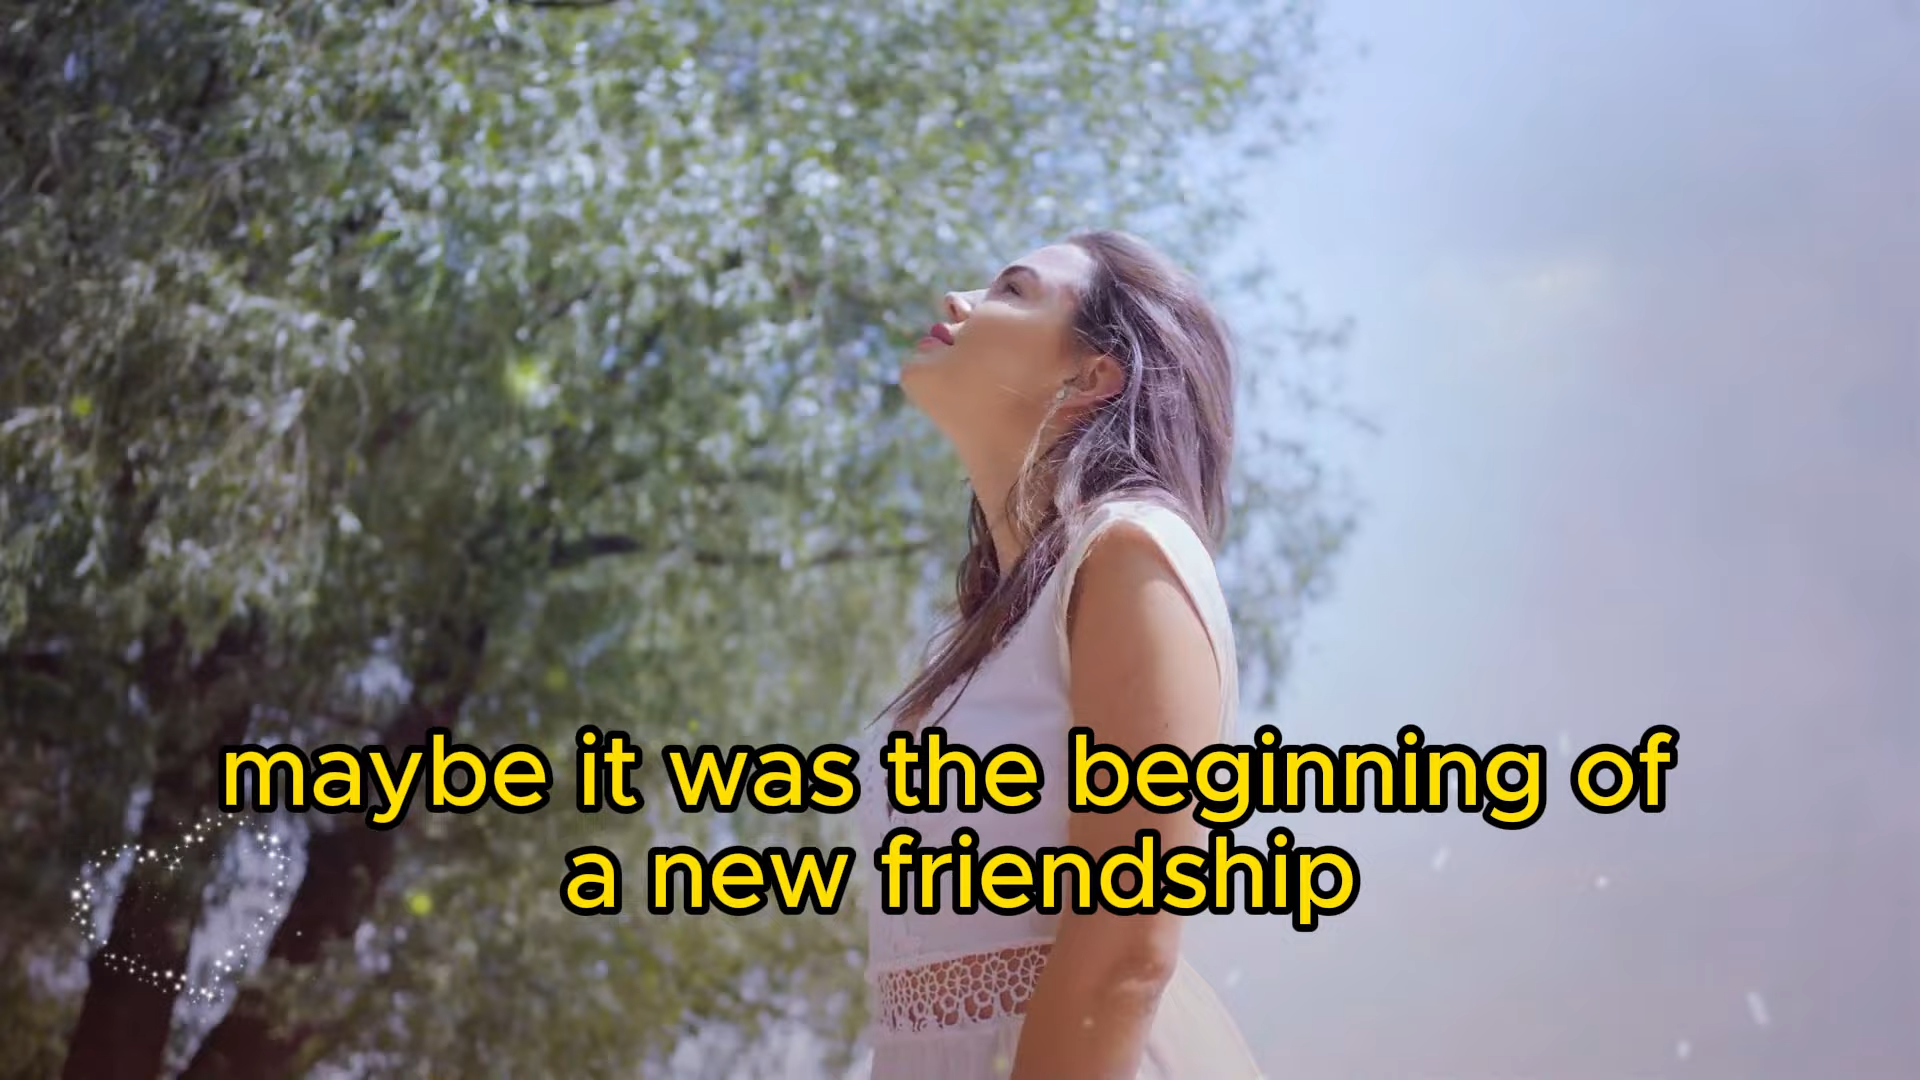 maybe it was the beginning of
a new friendship